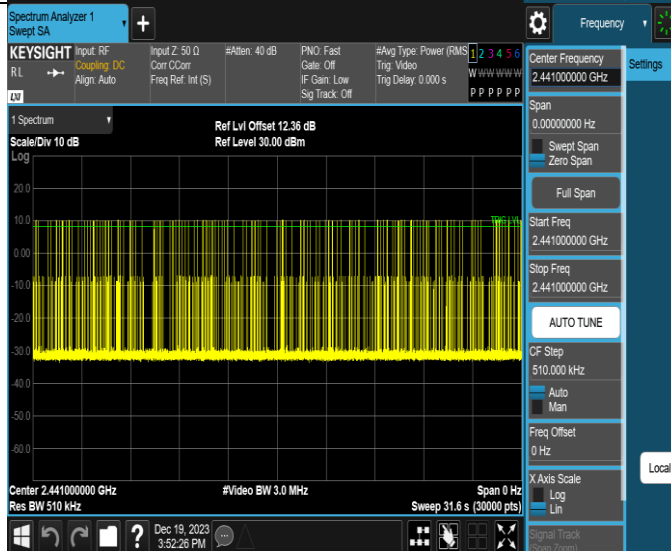 Spectrum Analyzer 1
Swept SA
Frequency
KEYSIGHT
Input: RF
Coupling: DC
Align: Auto
Input Z: 50 Ω
Corr CCorr
Freq Ref: Int (S)
#Atten: 40 dB
PNO: Fast
Gate: Off
IF Gain: Low
Sig Track: Off
#Avg Type: Power (RMS
Trig: Video
Trig Delay: 0.000 s
1 2 3 4 5 6
W W W W W W
P P P P P P
RL
LXI
1 Spectrum
Scale/Div 10 dB
Log
Ref Lvl Offset 12.36 dB
Ref Level 30.00 dBm
TRIG LVL
20.0
10.0
0.00
-10.0
-20.0
-30.0
-40.0
-50.0
-60.0
Center 2.441000000 GHz
#Video BW 3.0 MHz
Span 0 Hz
Res BW 510 kHz
Sweep 31.6 s (30000 pts)
Dec 19, 2023
3:52:26 PM
Center Frequency
2.441000000 GHz
Settings
Span
0.00000000 Hz
Swept Span
Zero Span
Full Span
Start Freq
2.441000000 GHz
Stop Freq
2.441000000 GHz
AUTO TUNE
CF Step
510.000 kHz
Auto
Man
Freq Offset
0 Hz
Local
X Axis Scale
Log
Lin
Signal Track
(Span Zoom)